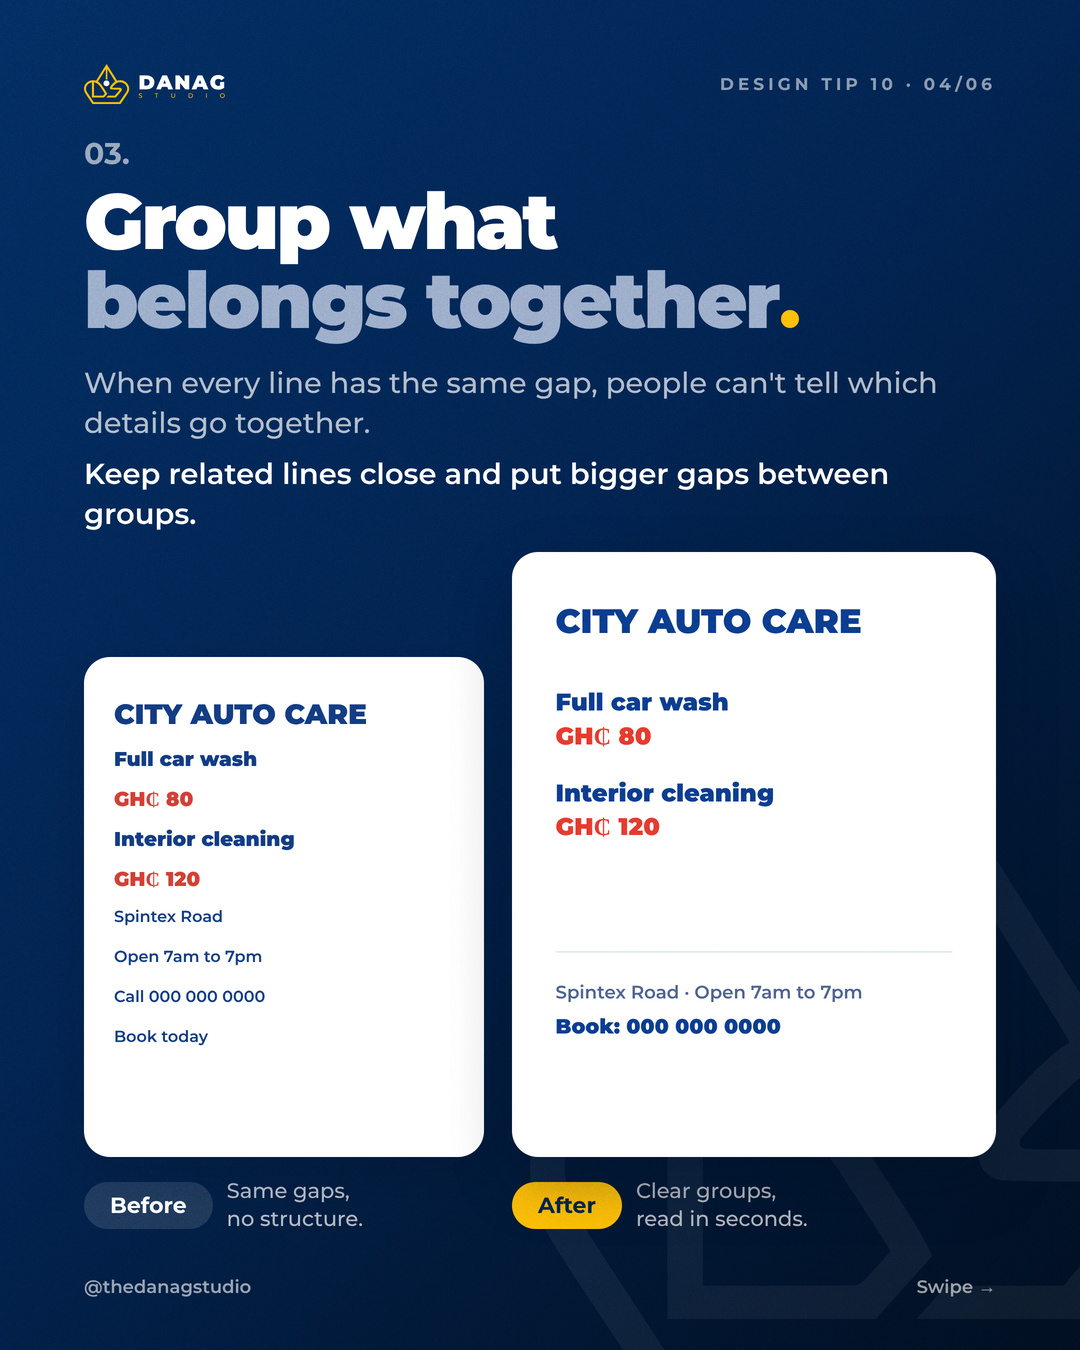 DANAG
STUDIO
DESIGN TIP 10 · 04/06
03.
Group what
belongs together.
When every line has the same gap, people can't tell which
details go together.
Keep related lines close and put bigger gaps between
groups.
CITY AUTO CARE
Full car wash
GH₵ 80
Interior cleaning
GH₵ 120
Spintex Road
Open 7am to 7pm
Call 000 000 0000
Book today
CITY AUTO CARE
Full car wash
GH₵ 80
Interior cleaning
GH₵ 120
Spintex Road · Open 7am to 7pm
Book: 000 000 0000
Before
Same gaps,
no structure.
After
Clear groups,
read in seconds.
@thedanagstudio
Swipe →